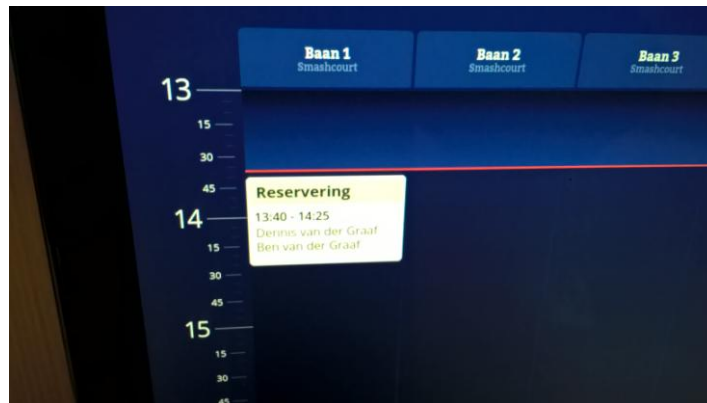 Baan 1
Smashcourt
Baan 2
Smashcourt
Baan 3
Smashcourt
13
15
30
45
Reservering
13:40 - 14:25
Dennis van der Graaf
Ben van der Graaf
14
15
30
45
15
15
30
45